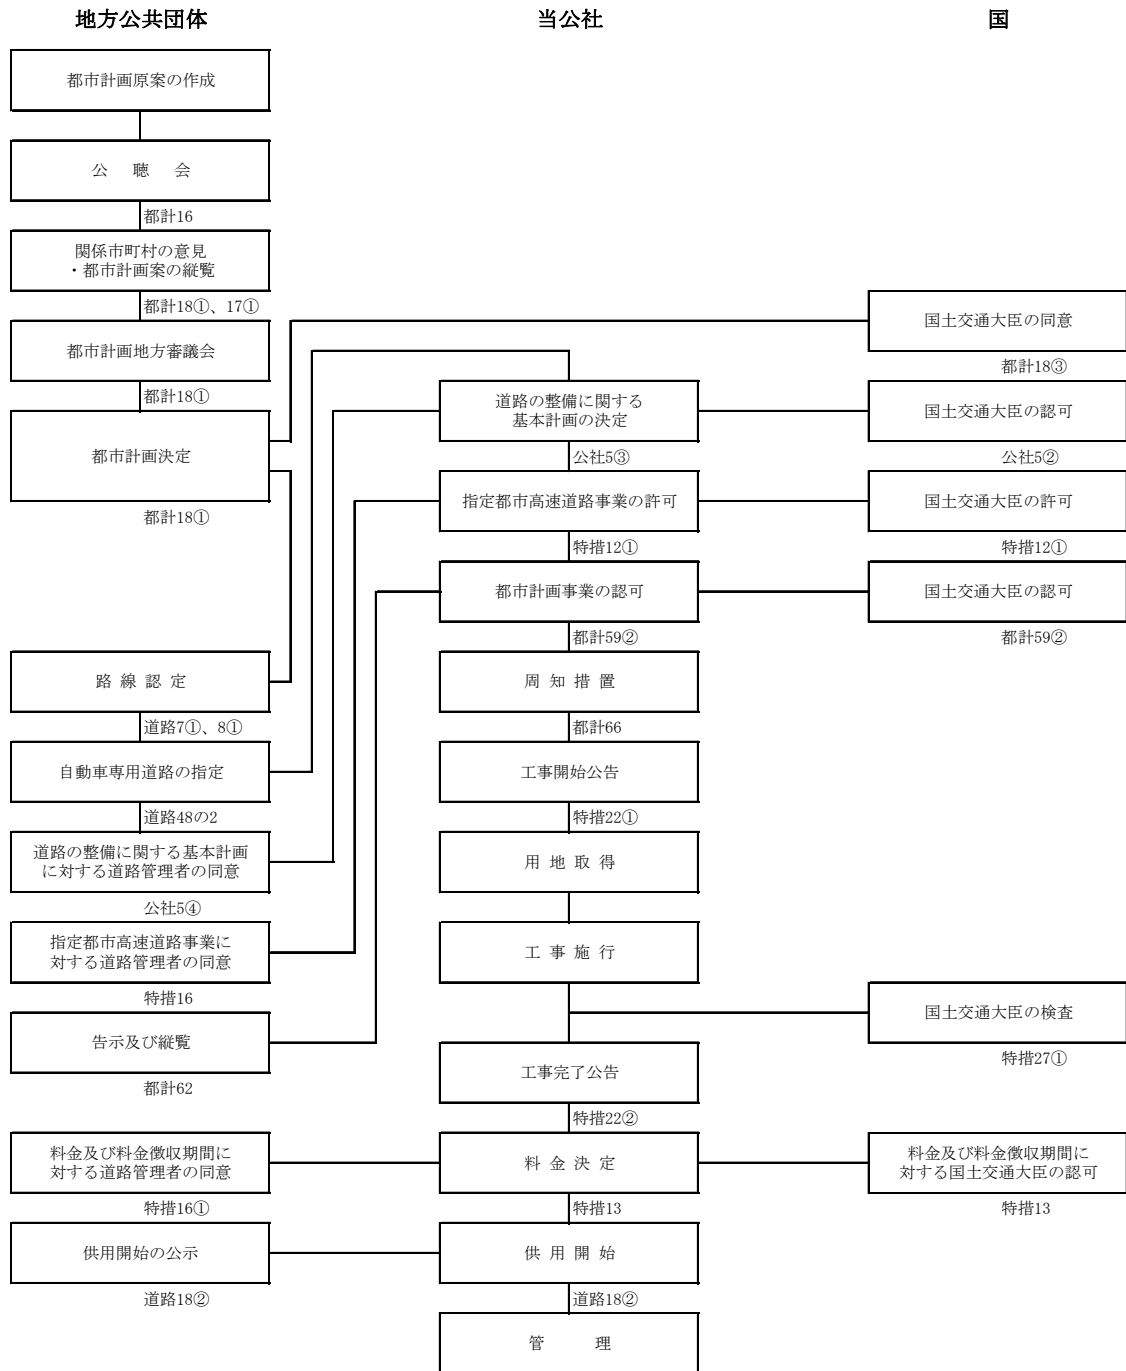 地方公共団体
当公社
国
都市計画原案の作成
公 聴 会
都計16
関係市町村の意見
・都市計画案の縦覧
都計18①、17①
都市計画地方審議会
都計18①
都市計画決定
都計18①
路 線 認 定
道路7①、8①
自動車専用道路の指定
道路48の2
道路の整備に関する基本計画
に対する道路管理者の同意
公社5④
指定都市高速道路事業に
対する道路管理者の同意
特措16
告示及び縦覧
都計62
料金及び料金徴収期間に
対する道路管理者の同意
特措16①
供用開始の公示
道路18②
道路の整備に関する
基本計画の決定
公社5③
指定都市高速道路事業の許可
特措12①
都市計画事業の認可
都計59②
周 知 措 置
都計66
工事開始公告
特措22①
用 地 取 得
工 事 施 行
工事完了公告
特措22②
料 金 決 定
特措13
供 用 開 始
道路18②
管 理
国土交通大臣の同意
都計18③
国土交通大臣の認可
公社5②
国土交通大臣の許可
特措12①
国土交通大臣の認可
都計59②
国土交通大臣の検査
特措27①
料金及び料金徴収期間に
対する国土交通大臣の認可
特措13